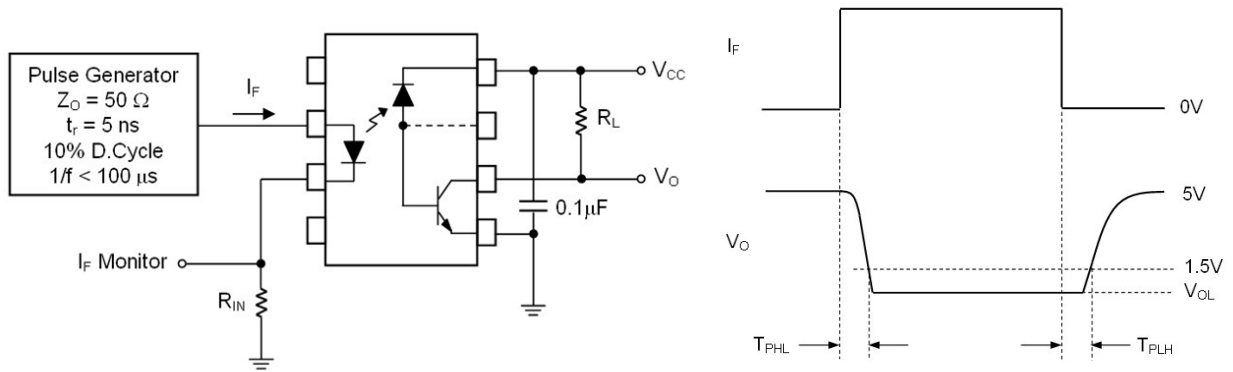 Pulse Generator
Z_O = 50 Ω
t_r = 5 ns
10% D.Cycle
1/f < 100 μs
I_F
V_CC
R_L
V_O
0.1μF
I_F Monitor
R_IN
I_F
0V
5V
V_O
1.5V
V_OL
T_PHL
T_PLH